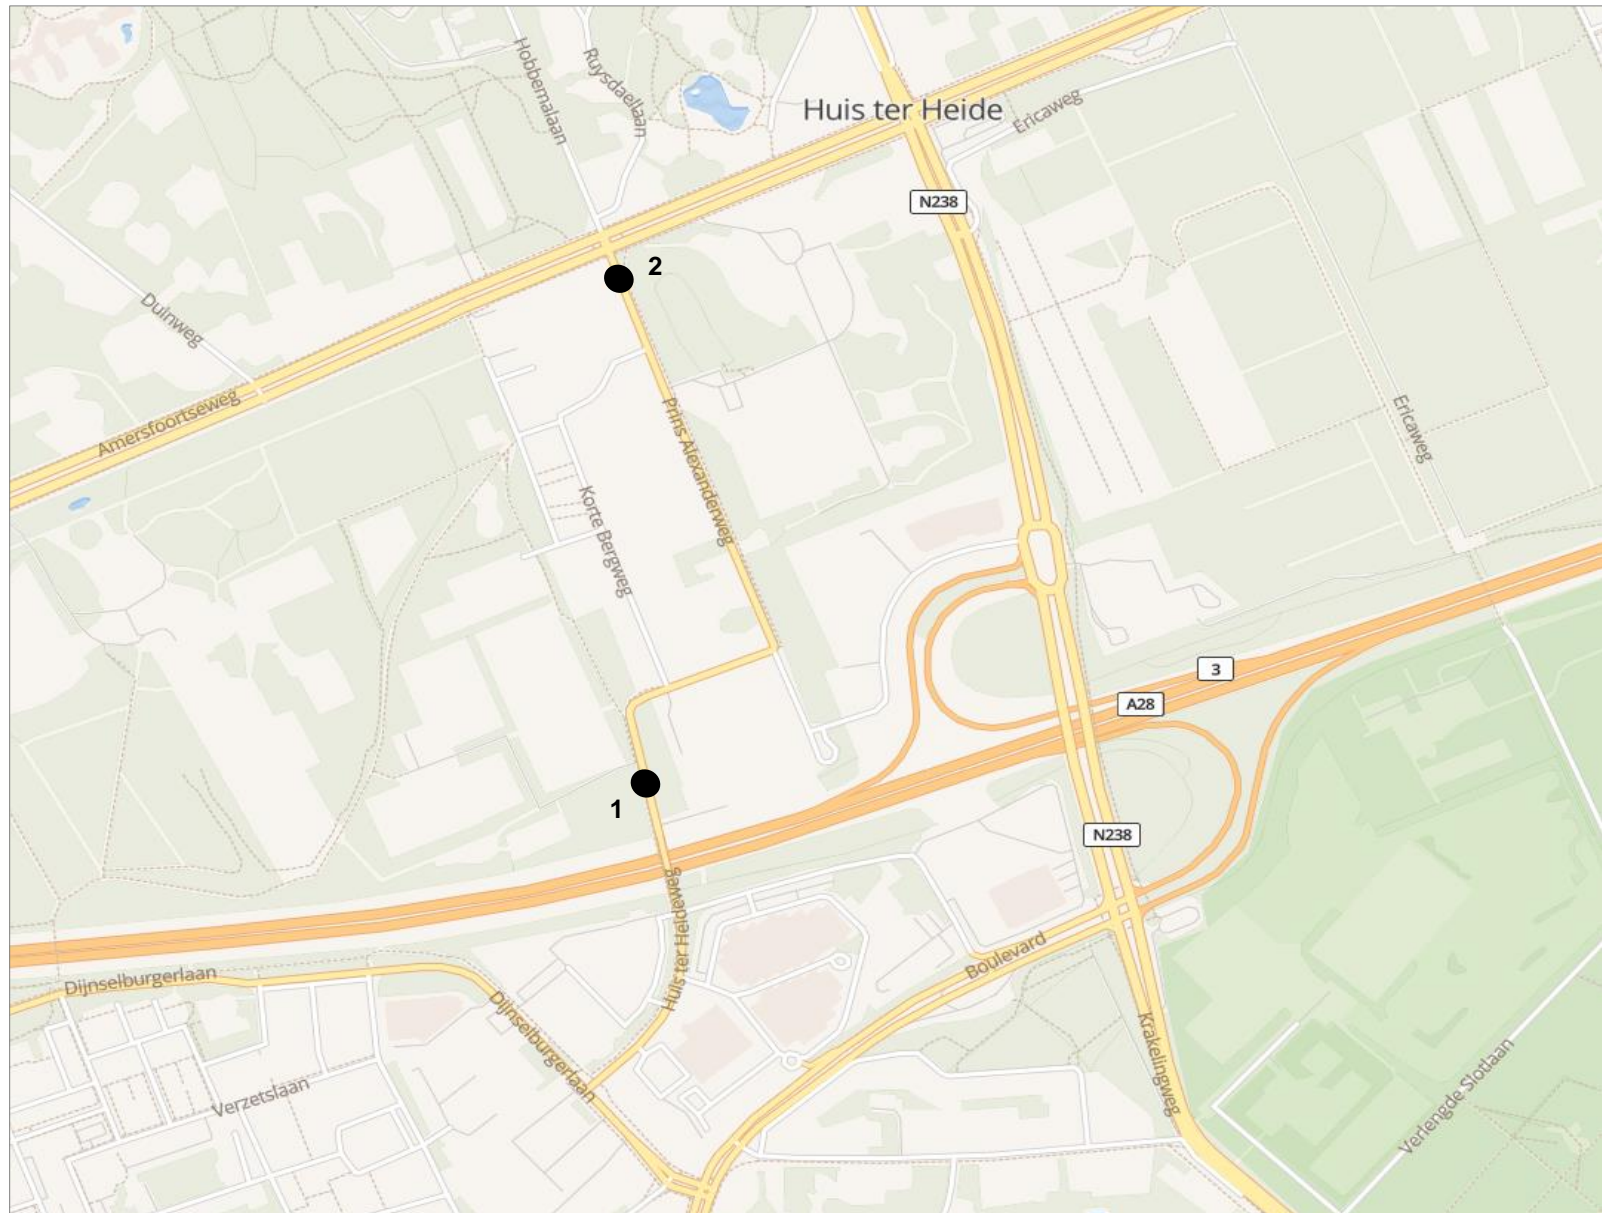 Hobbemalaan
Ruysdaellaan
Huis ter Heide
Ericaweg
N238
2
Duinweg
Amersfoortseweg
Prins Alexanderweg
Ericaweg
Korte Bergweg
3
A28
1
N238
Huis ter Heideweg
Boulevard
Dijnselburgerlaan
Dijnselburgerlaan
Krakelingweg
Verzetslaan
Verlengde Slotlaan